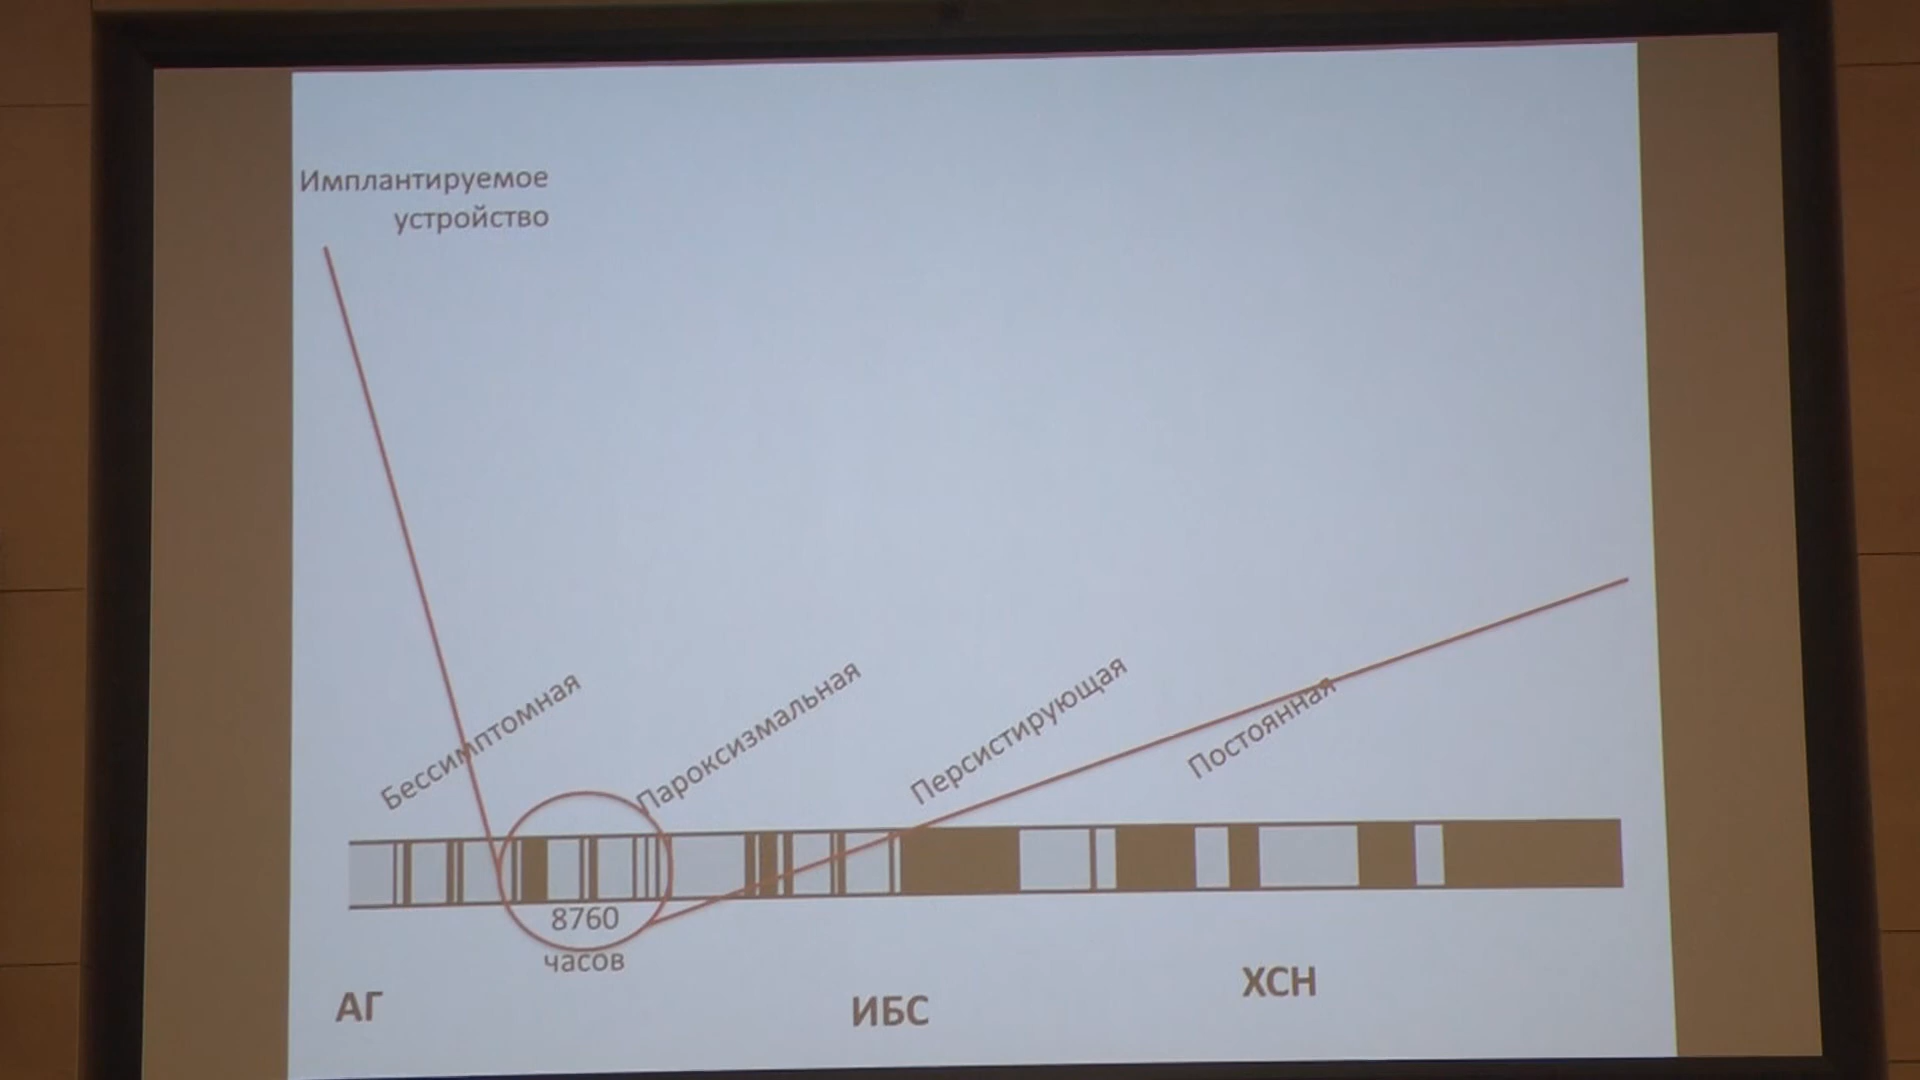 Имплантируемое
устройство
Бессимптомная
Пароксизмальная
Персистирующая
Постоянная
8760
часов
АГ
ИБС
ХСН